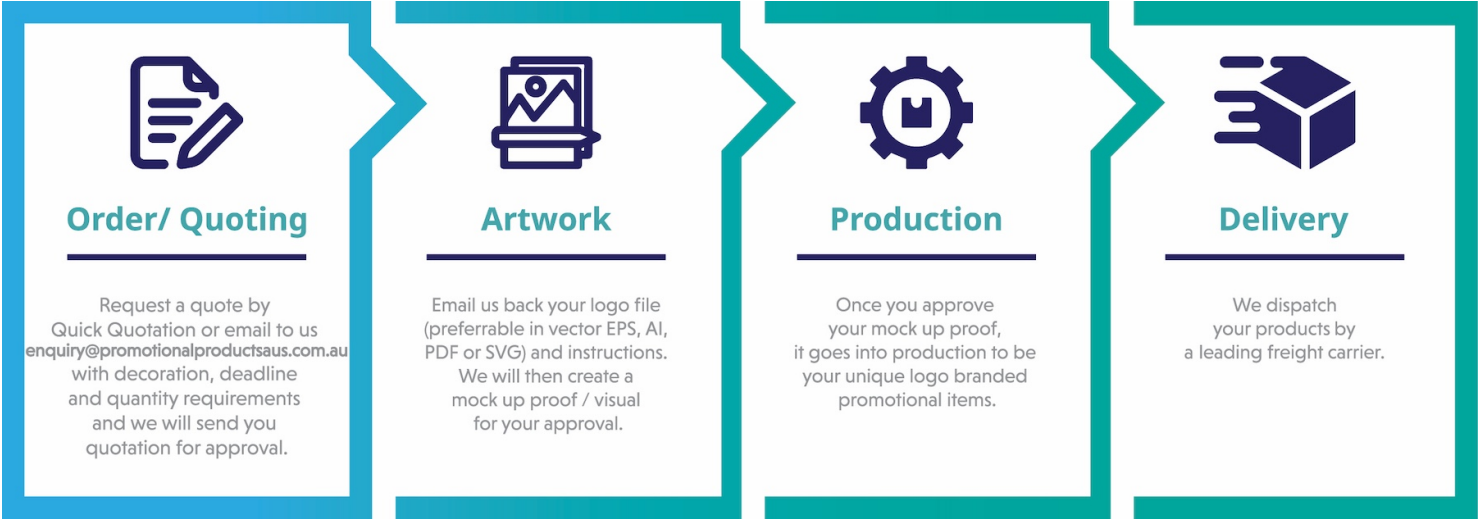 Order/ Quoting
Request a quote by
Quick Quotation or email to us
enquiry@promotionalproductsaus.com.au
with decoration, deadline
and quantity requirements
and we will send you
quotation for approval.
Artwork
Email us back your logo file
(preferrable in vector EPS, AI,
PDF or SVG) and instructions.
We will then create a
mock up proof / visual
for your approval.
Production
Once you approve
your mock up proof,
it goes into production to be
your unique logo branded
promotional items.
Delivery
We dispatch
your products by
a leading freight carrier.